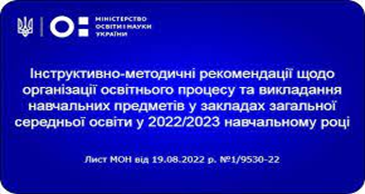 МІНІСТЕРСТВО
ОСВІТИ І НАУКИ
УКРАЇНИ
Інструктивно-методичні рекомендації щодо
організації освітнього процесу та викладання
навчальних предметів у закладах загальної
середньої освіти у 2022/2023 навчальному році
Лист МОН від 19.08.2022 р. №1/9530-22